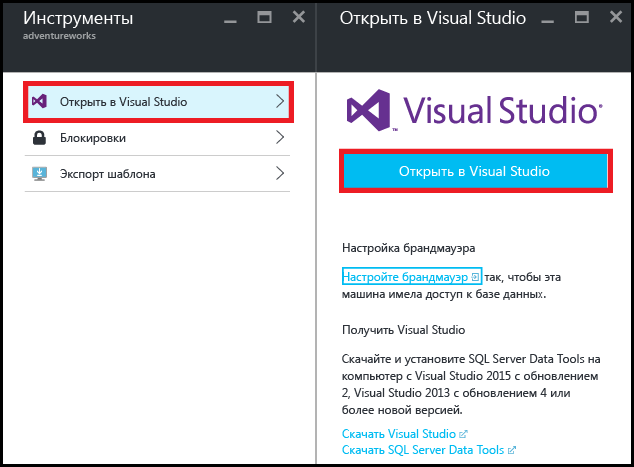 Инструменты
adventureworks
Открыть в Visual Studio
Блокировки
Экспорт шаблона
Открыть в Visual Studio
Visual Studio®
™
Открыть в Visual Studio
Настройка брандмауэра
Настройте брандмауэр так, чтобы эта
машина имела доступ к базе данных.
Получить Visual Studio
Скачайте и установите SQL Server Data Tools на
компьютер с Visual Studio 2015 с обновлением
2, Visual Studio 2013 с обновлением 4 или
более новой версией.
Скачать Visual Studio
Скачать SQL Server Data Tools